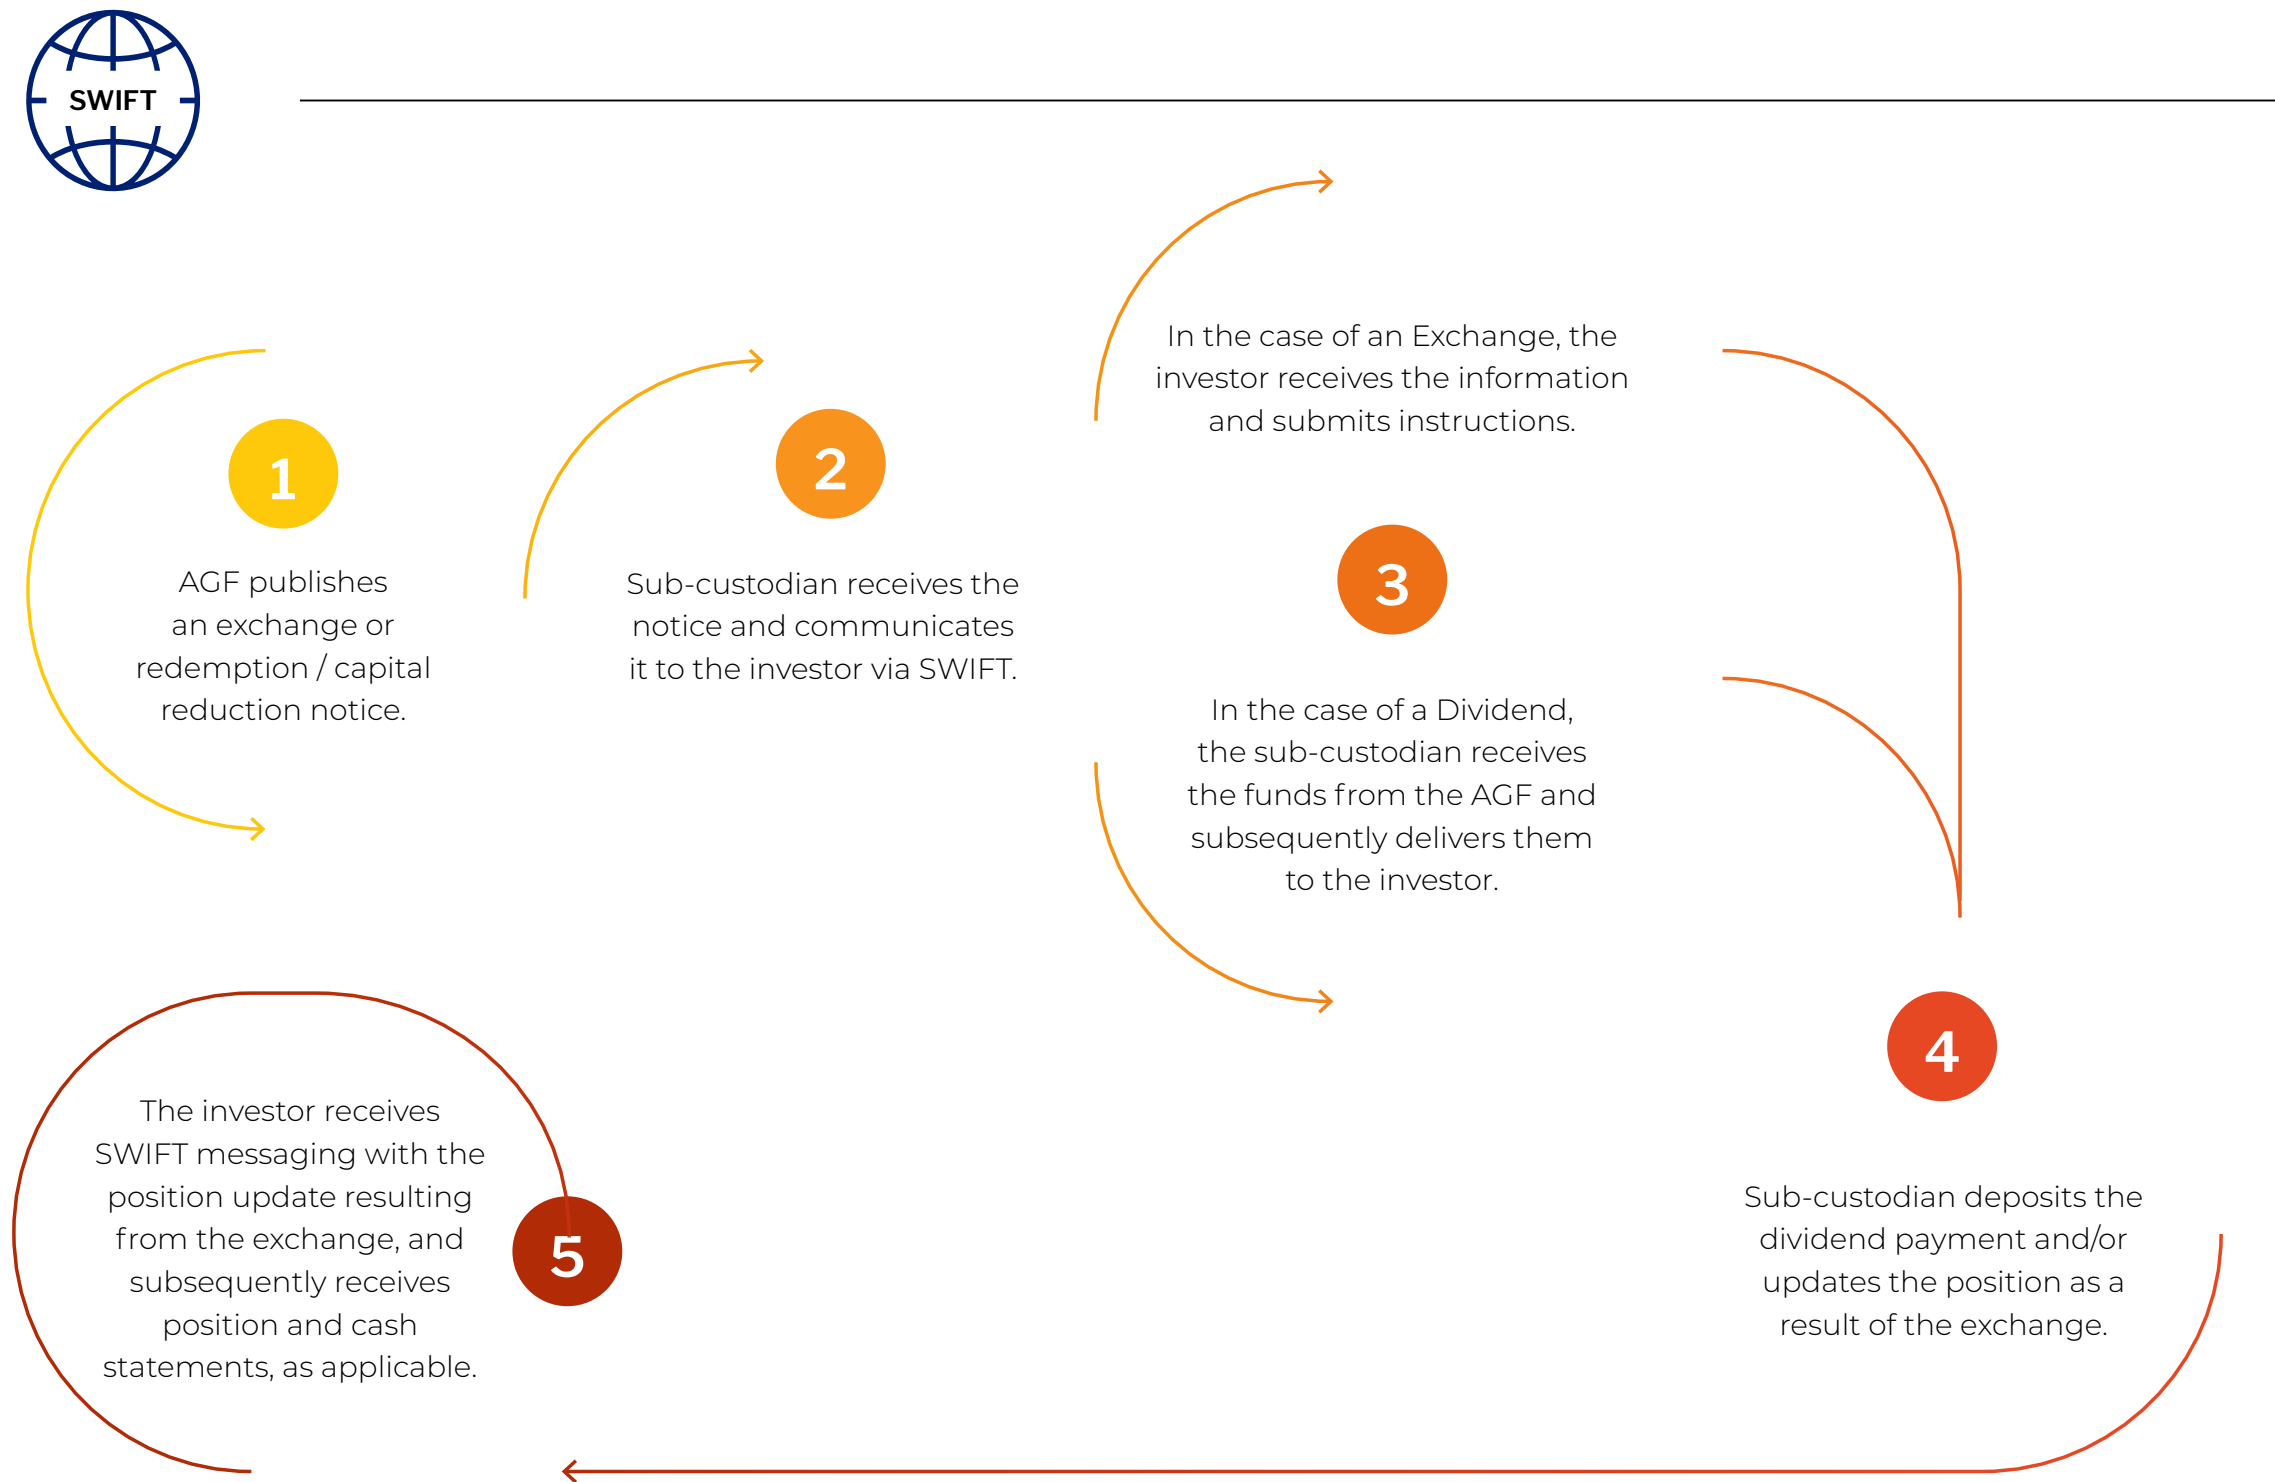 SWIFT
1
AGF publishes
an exchange or
redemption / capital
reduction notice.
2
Sub-custodian receives the
notice and communicates
it to the investor via SWIFT.
In the case of an Exchange, the
investor receives the information
and submits instructions.
3
In the case of a Dividend,
the sub-custodian receives
the funds from the AGF and
subsequently delivers them
to the investor.
4
Sub-custodian deposits the
dividend payment and/or
updates the position as a
result of the exchange.
5
The investor receives
SWIFT messaging with the
position update resulting
from the exchange, and
subsequently receives
position and cash
statements, as applicable.